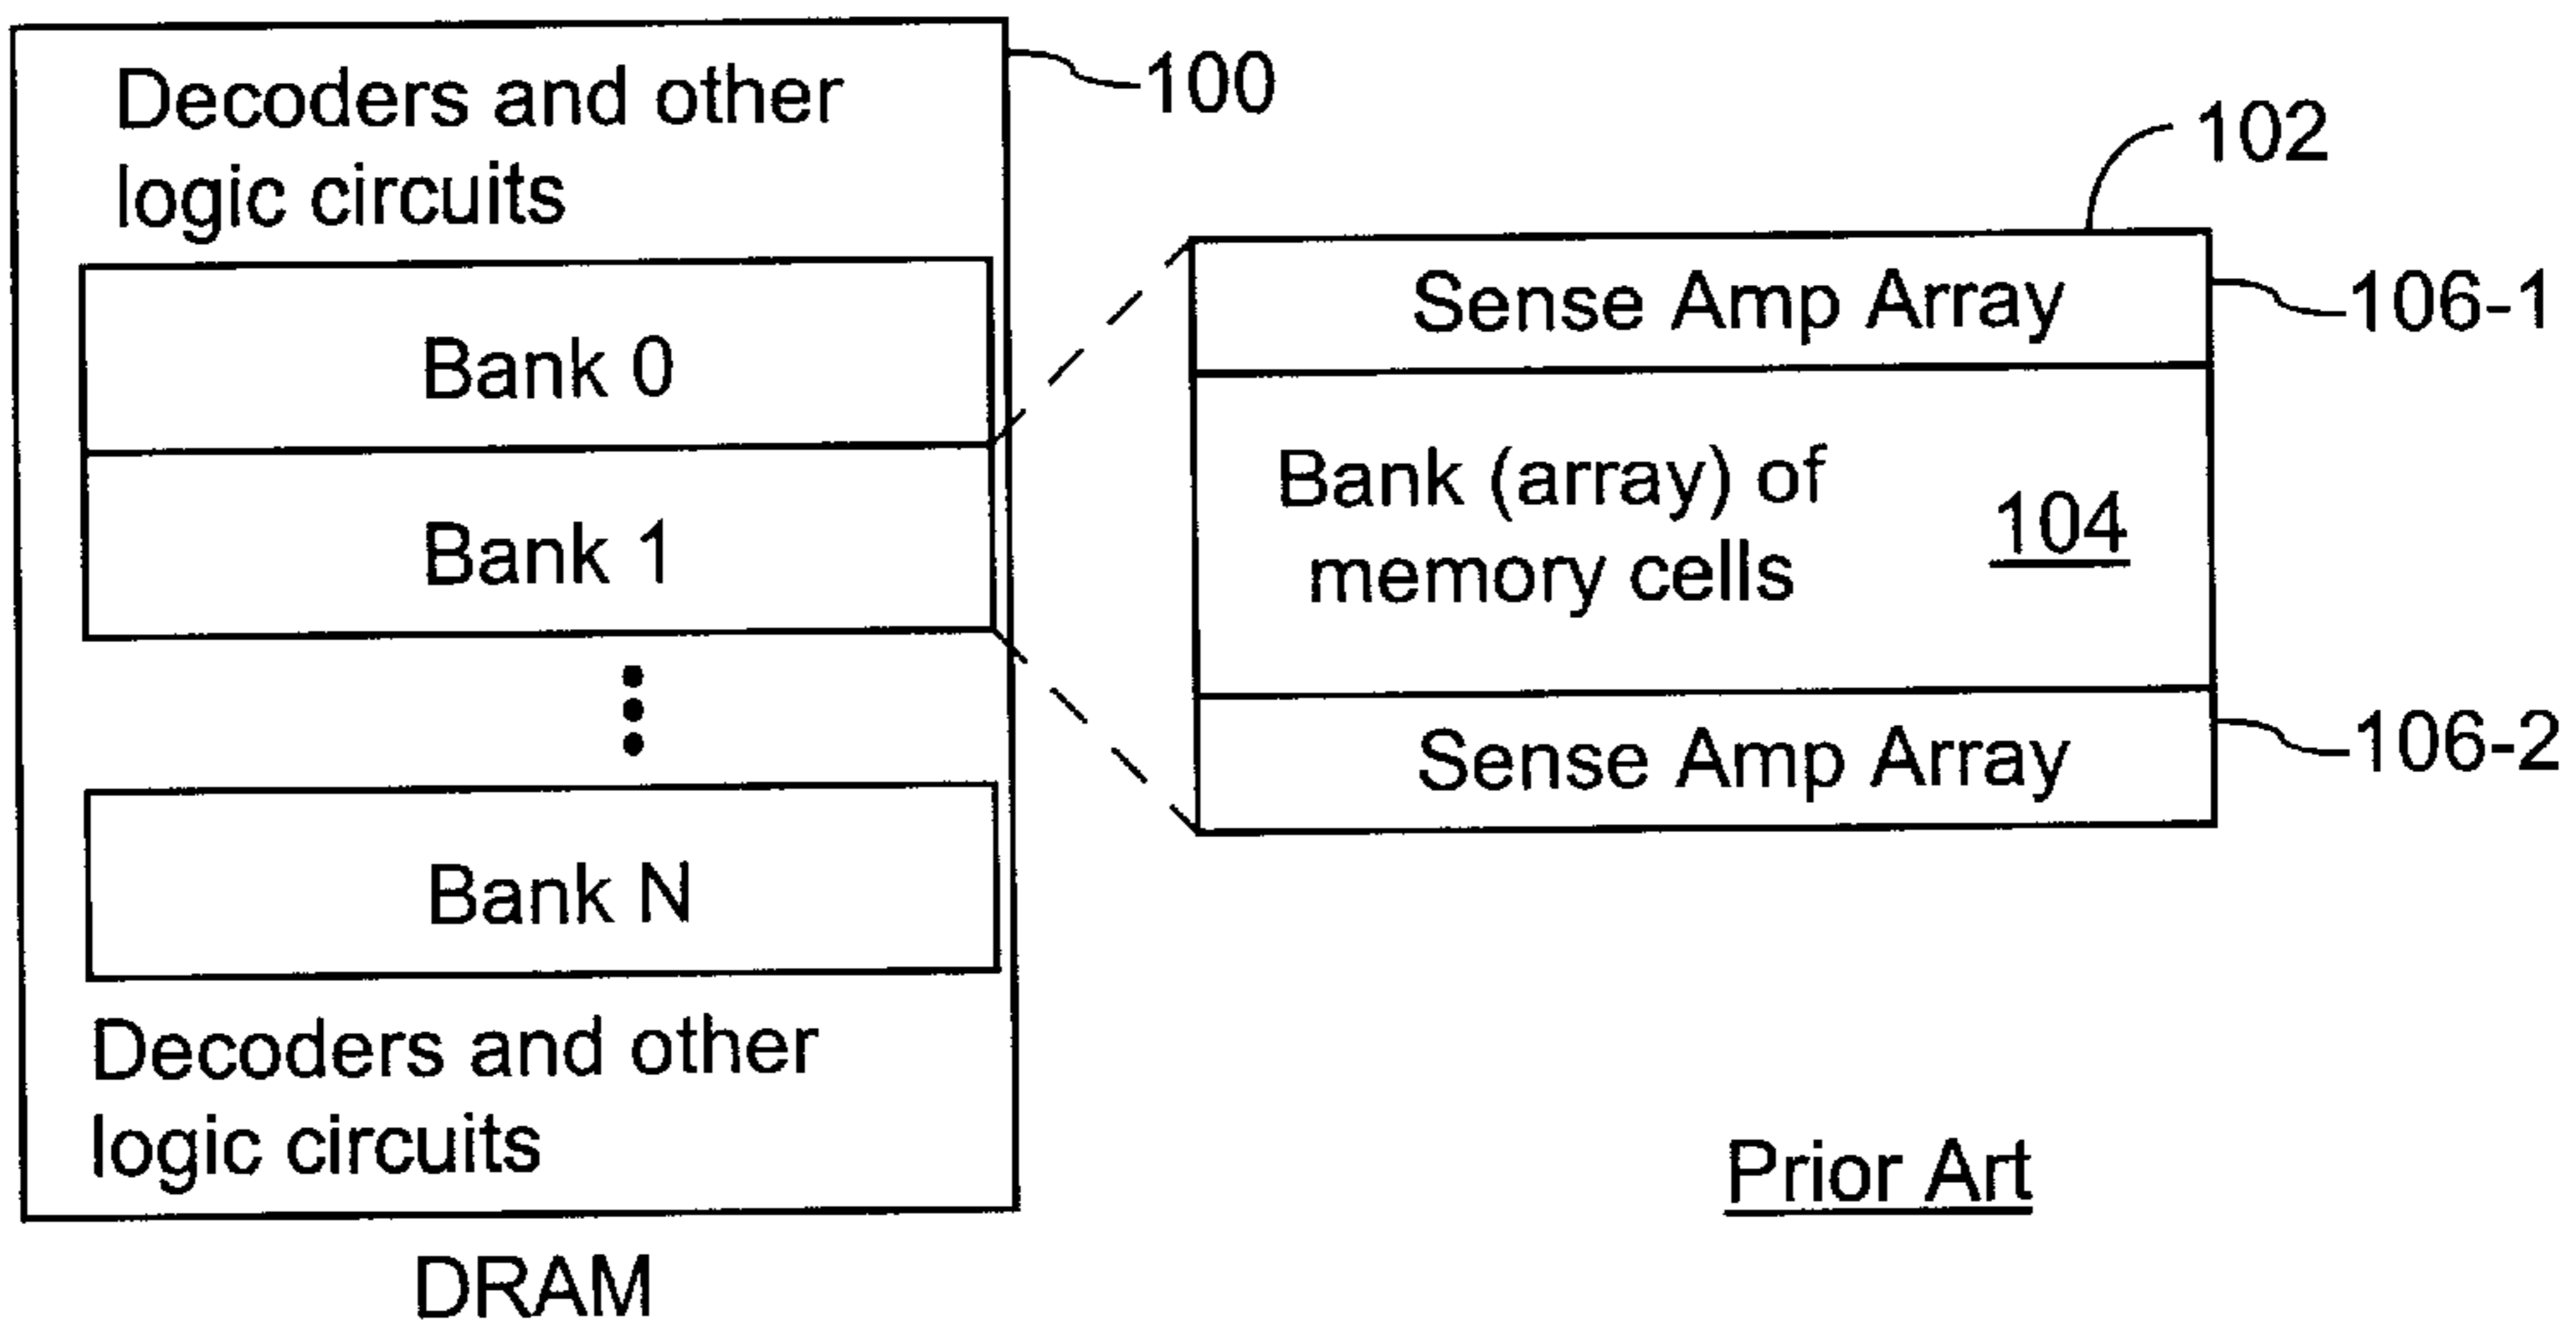 Decoders and other
logic circuits
100
Bank 0
Bank 1
Bank N
Decoders and other
logic circuits
DRAM
102
Sense Amp Array
106-1
Bank (array) of
memory cells
104
Sense Amp Array
106-2
Prior Art